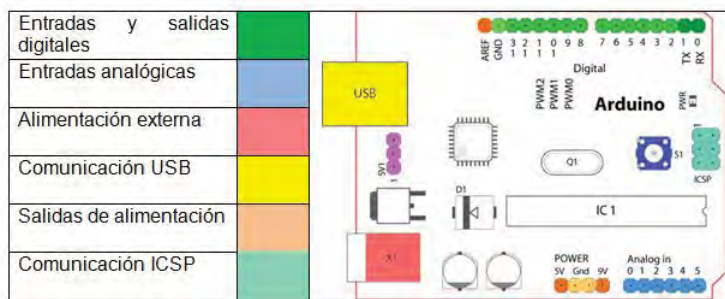 Entradas y salidas
digitales
Entradas analógicas
Alimentación externa
Comunicación USB
Salidas de alimentación
Comunicación ICSP
AREF
GND
13
12
11
10
9
8
7
6
5
4
3
2
1
0
TX
RX
Digital
USB
PWM2
PWM1
PWM0
Arduino
PWR
SV1
1
Q1
S1
1
ICSP
D1
IC 1
X1
POWER
5V Gnd 9V
Analog in
0 1 2 3 4 5